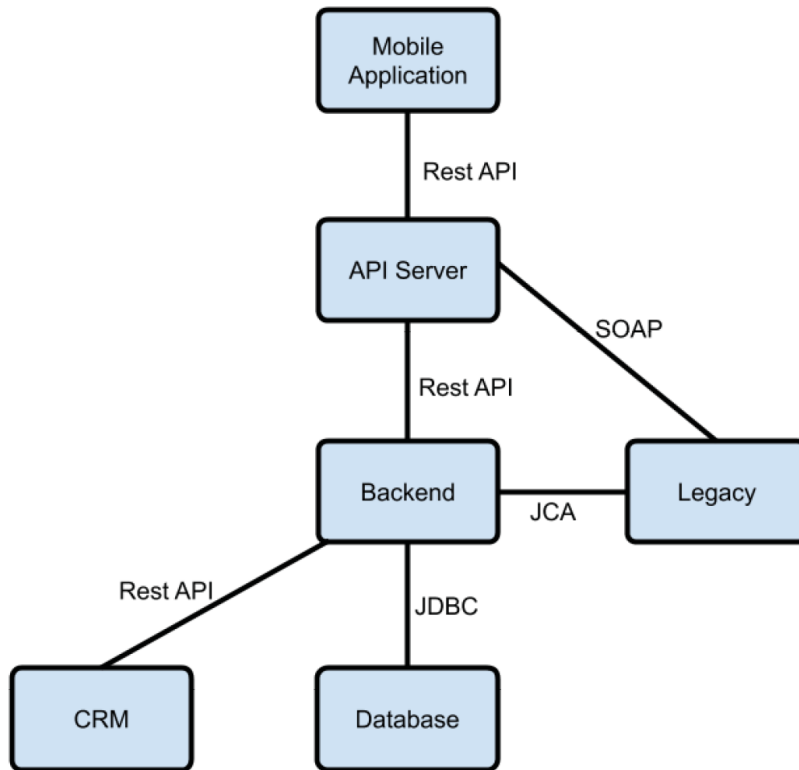 Mobile
Application
Rest API
API Server
SOAP
Rest API
Backend
JCA
Legacy
Rest API
JDBC
CRM
Database